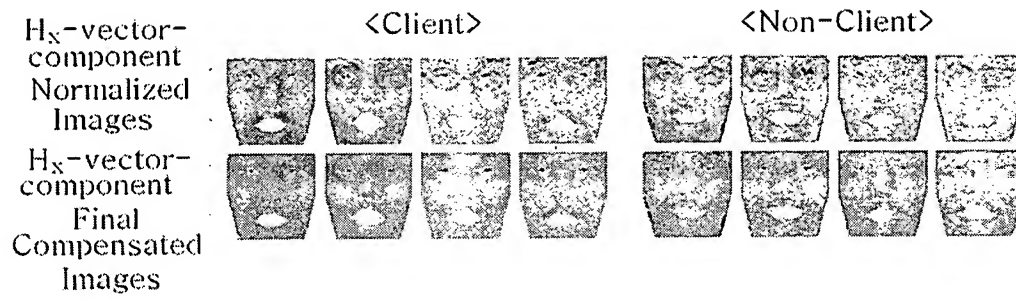 <Client>
<Non-Client>
Hx-vector-
component
Normalized
Images
Hx-vector-
component
Final
Compensated
Images